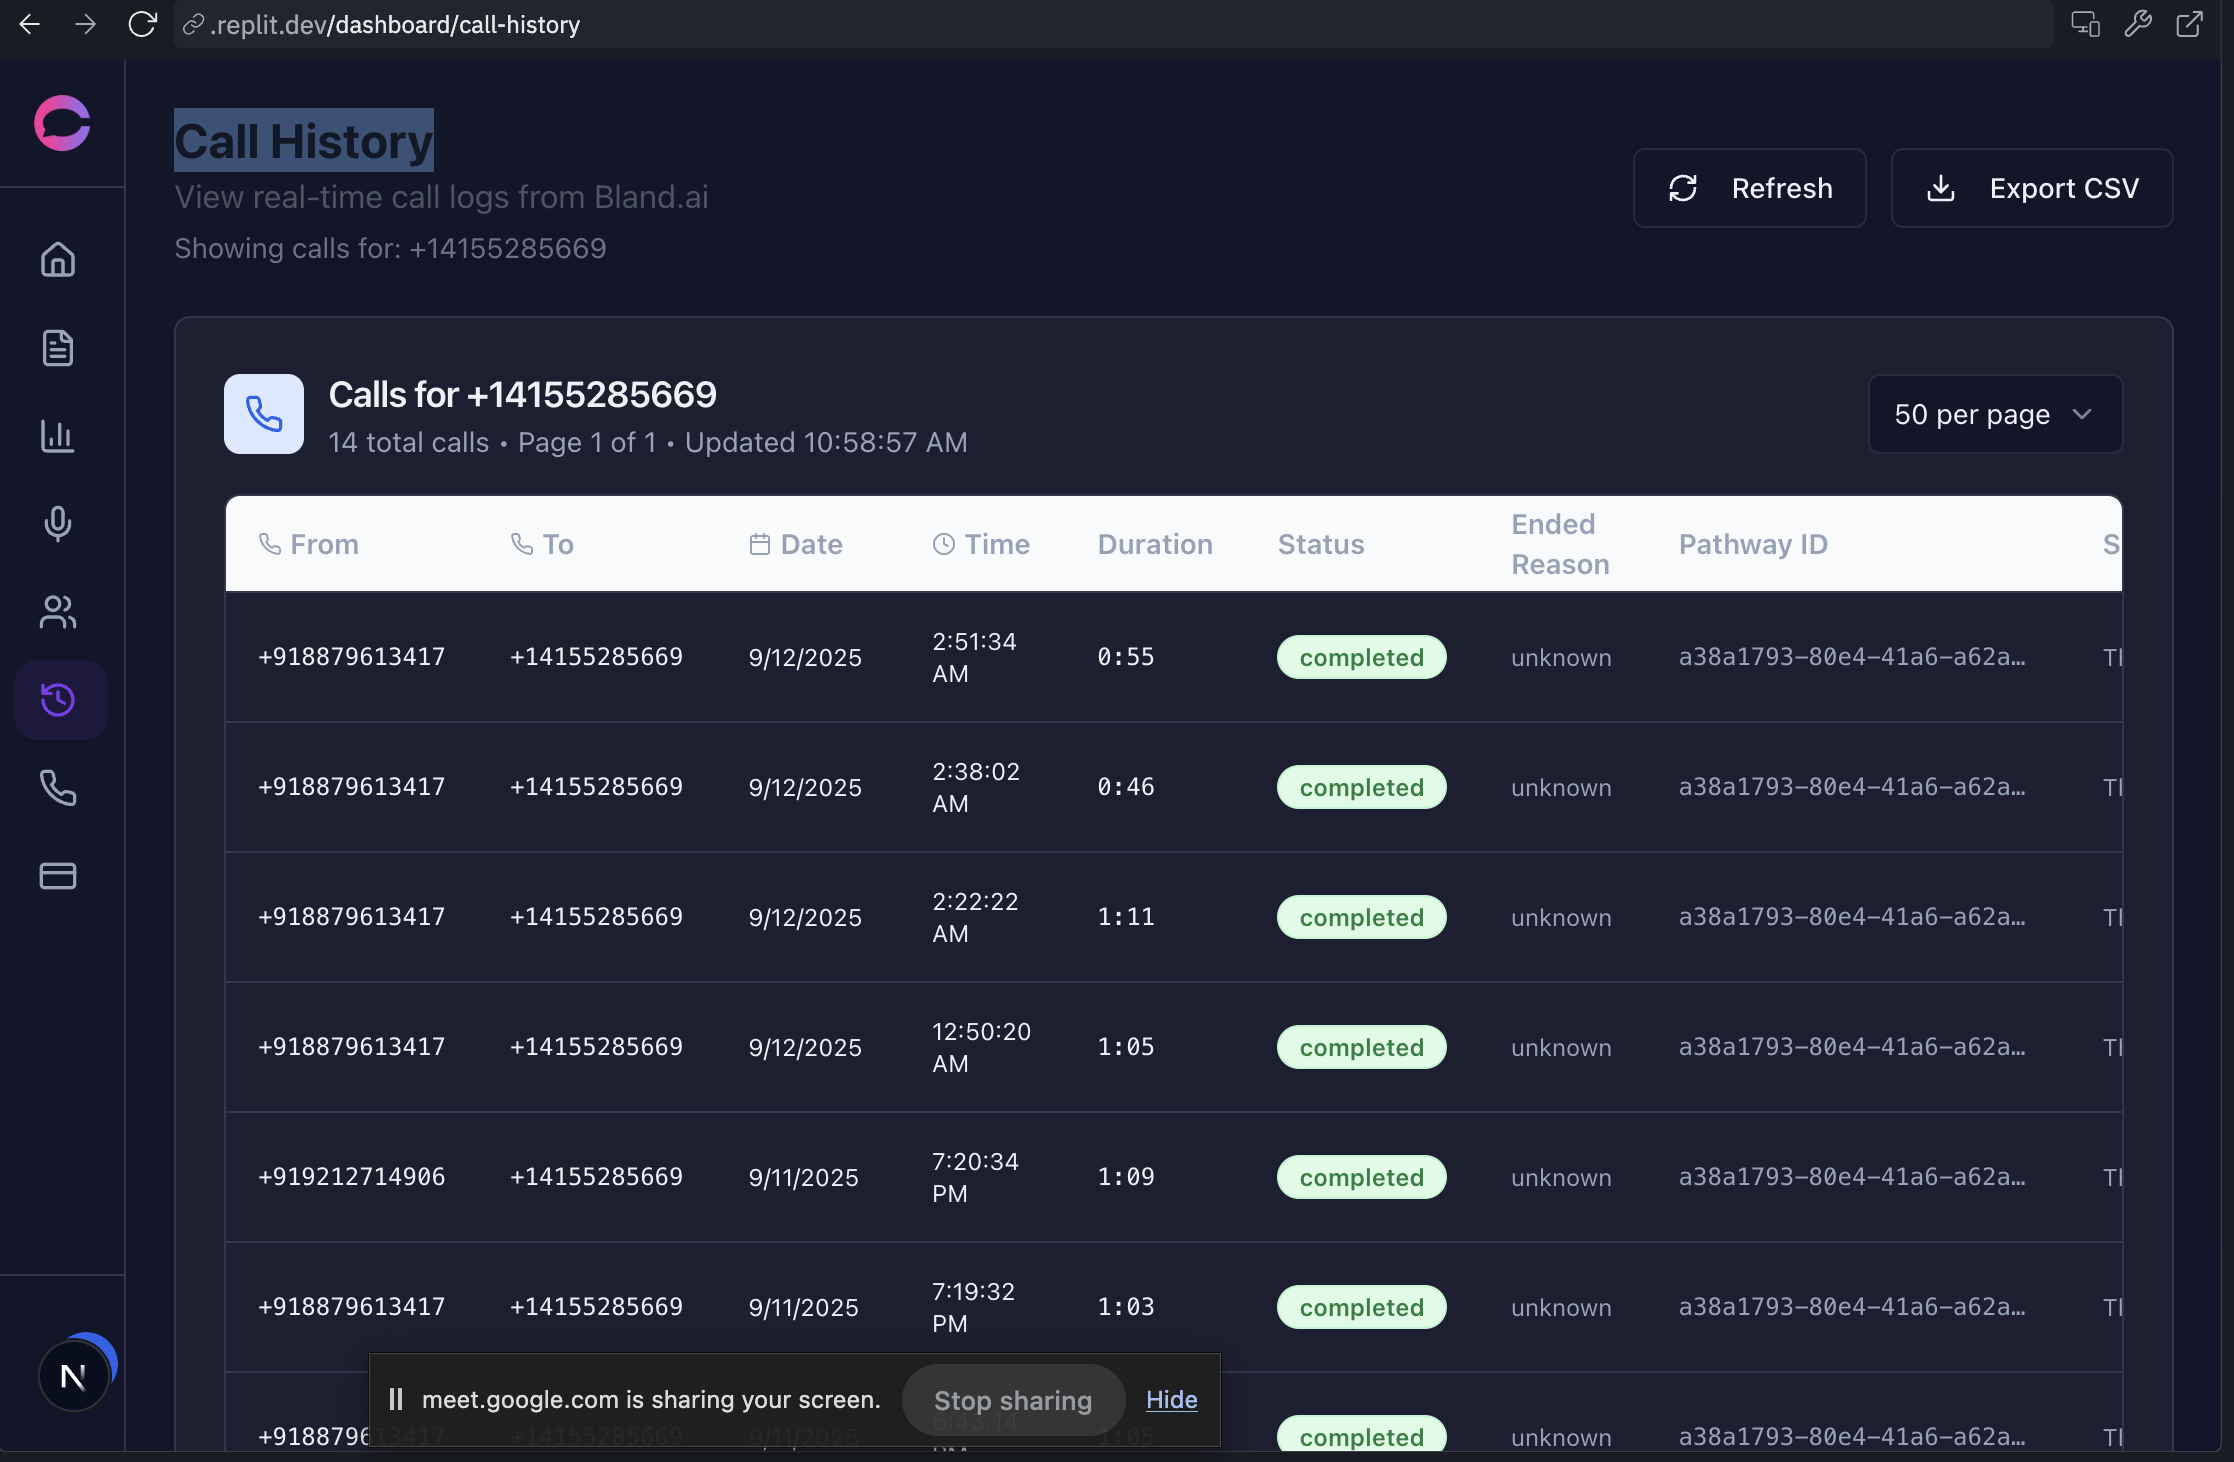 .replit.dev/dashboard/call-history
Call History
View real-time call logs from Bland.ai
Showing calls for: +14155285669
Refresh
Export CSV
Calls for +14155285669
14 total calls • Page 1 of 1 • Updated 10:58:57 AM
50 per page
From To Date Time Duration Status Ended Reason Pathway ID S
+918879613417 +14155285669 9/12/2025 2:51:34 AM 0:55 completed unknown a38a1793-80e4-41a6-a62a…
+918879613417 +14155285669 9/12/2025 2:38:02 AM 0:46 completed unknown a38a1793-80e4-41a6-a62a…
+918879613417 +14155285669 9/12/2025 2:22:22 AM 1:11 completed unknown a38a1793-80e4-41a6-a62a…
+918879613417 +14155285669 9/12/2025 12:50:20 AM 1:05 completed unknown a38a1793-80e4-41a6-a62a…
+919212714906 +14155285669 9/11/2025 7:20:34 PM 1:09 completed unknown a38a1793-80e4-41a6-a62a…
+918879613417 +14155285669 9/11/2025 7:19:32 PM 1:03 completed unknown a38a1793-80e4-41a6-a62a…
+918879613417 +14155285669 9/11/2025 6:43:14 PM 1:05 completed unknown a38a1793-80e4-41a6-a62a…
N
meet.google.com is sharing your screen.
Stop sharing
Hide